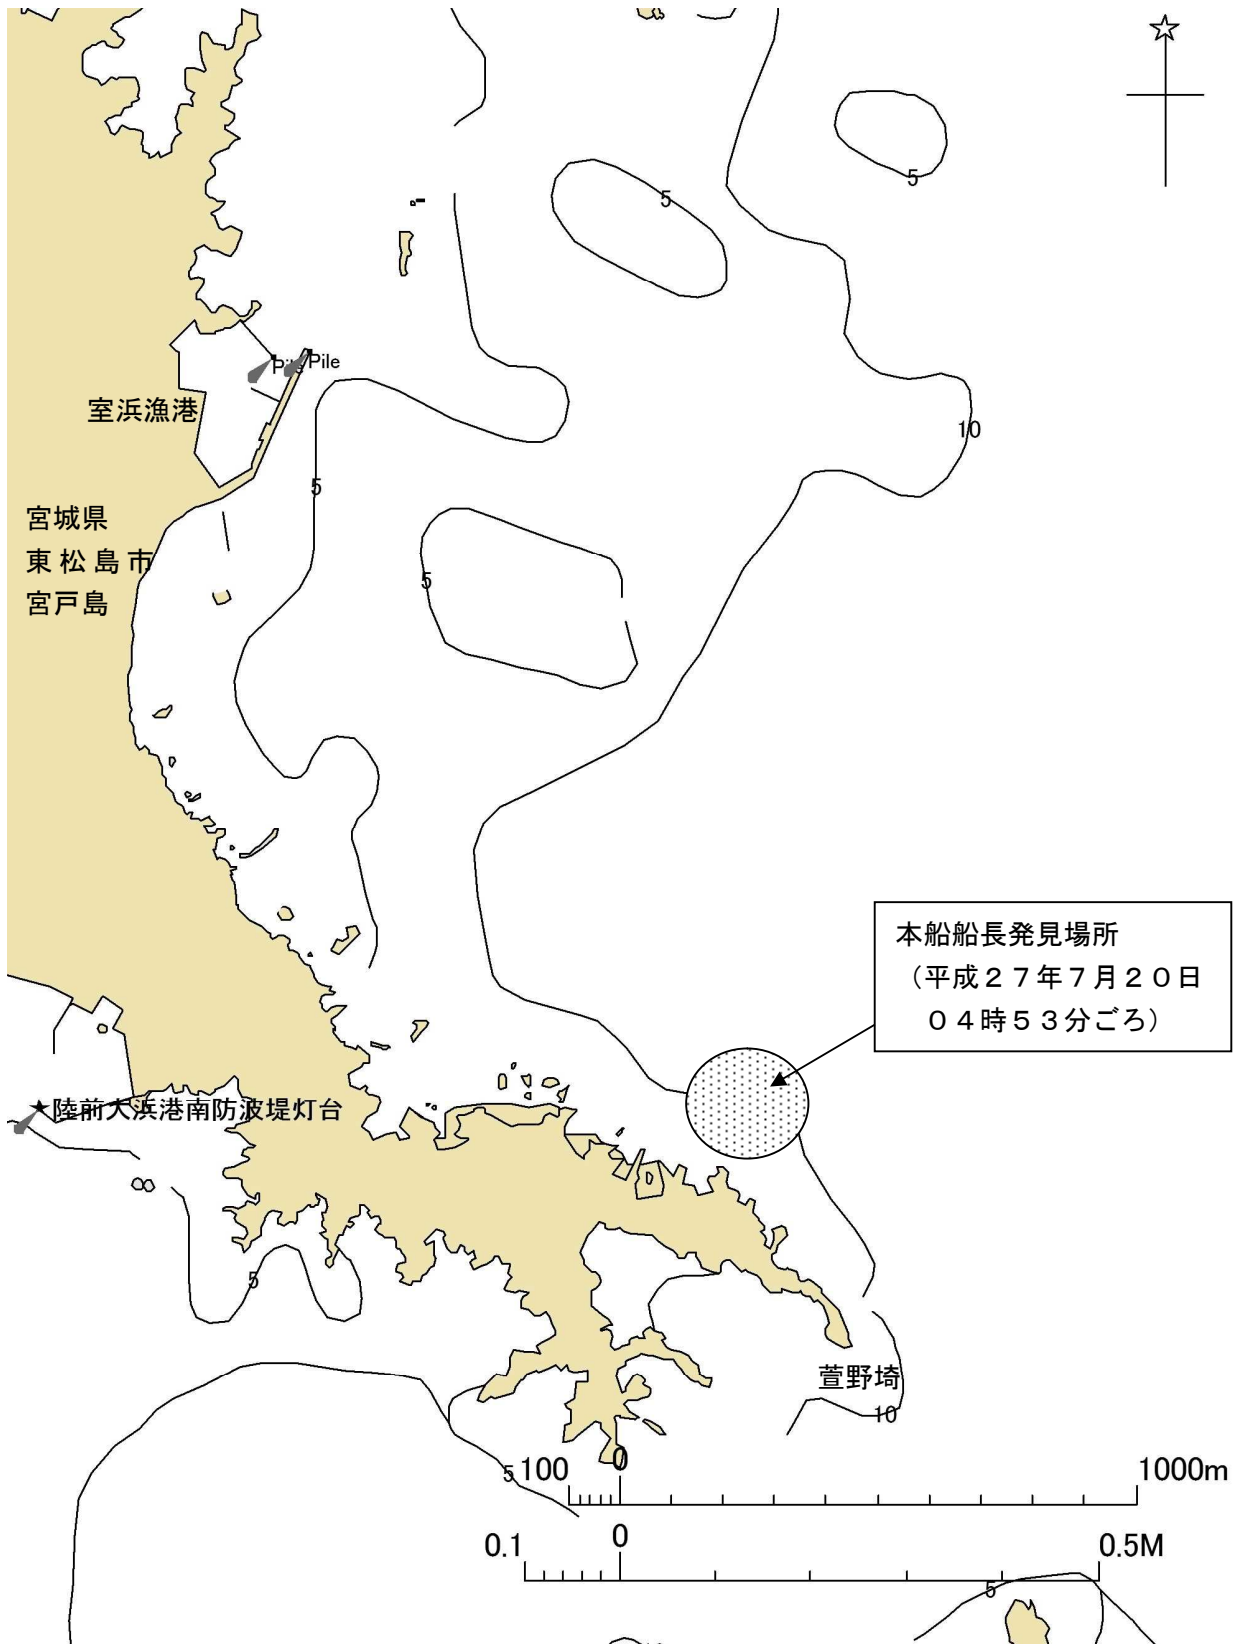 5
5
Pile
Pile
室浜漁港
10
5
宮城県
東松島市
宮戸島
5
本船船長発見場所
（平成２７年７月２０日
０４時５３分ごろ）
陸前大浜港南防波堤灯台
5
萱野埼
10
5
100 0 1000m
0.1 0 0.5M
5